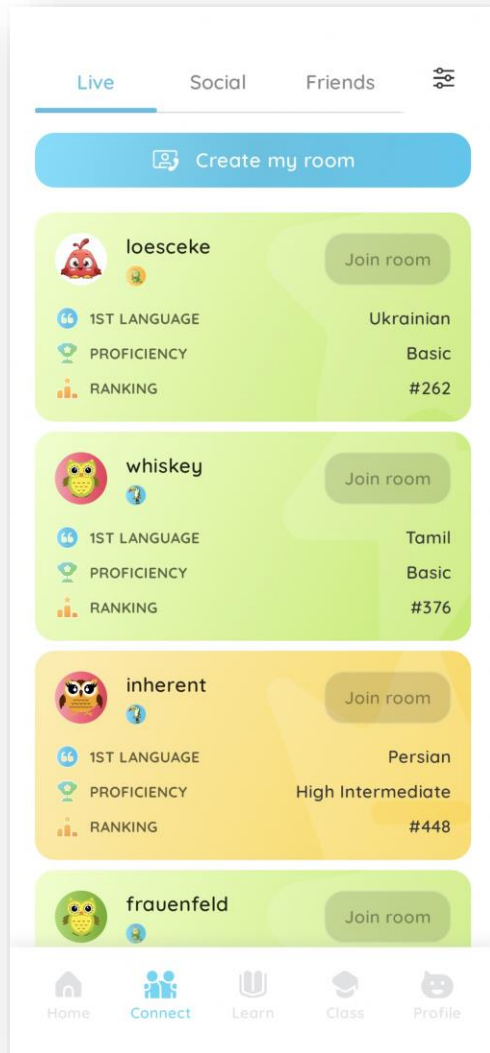 Live Social Friends
Create my room
loesceke Join room
1ST LANGUAGE Ukrainian
PROFICIENCY Basic
RANKING #262
whiskey Join room
1ST LANGUAGE Tamil
PROFICIENCY Basic
RANKING #376
inherent Join room
1ST LANGUAGE Persian
PROFICIENCY High Intermediate
RANKING #448
frauenfeld Join room
Home Connect Learn Class Profile